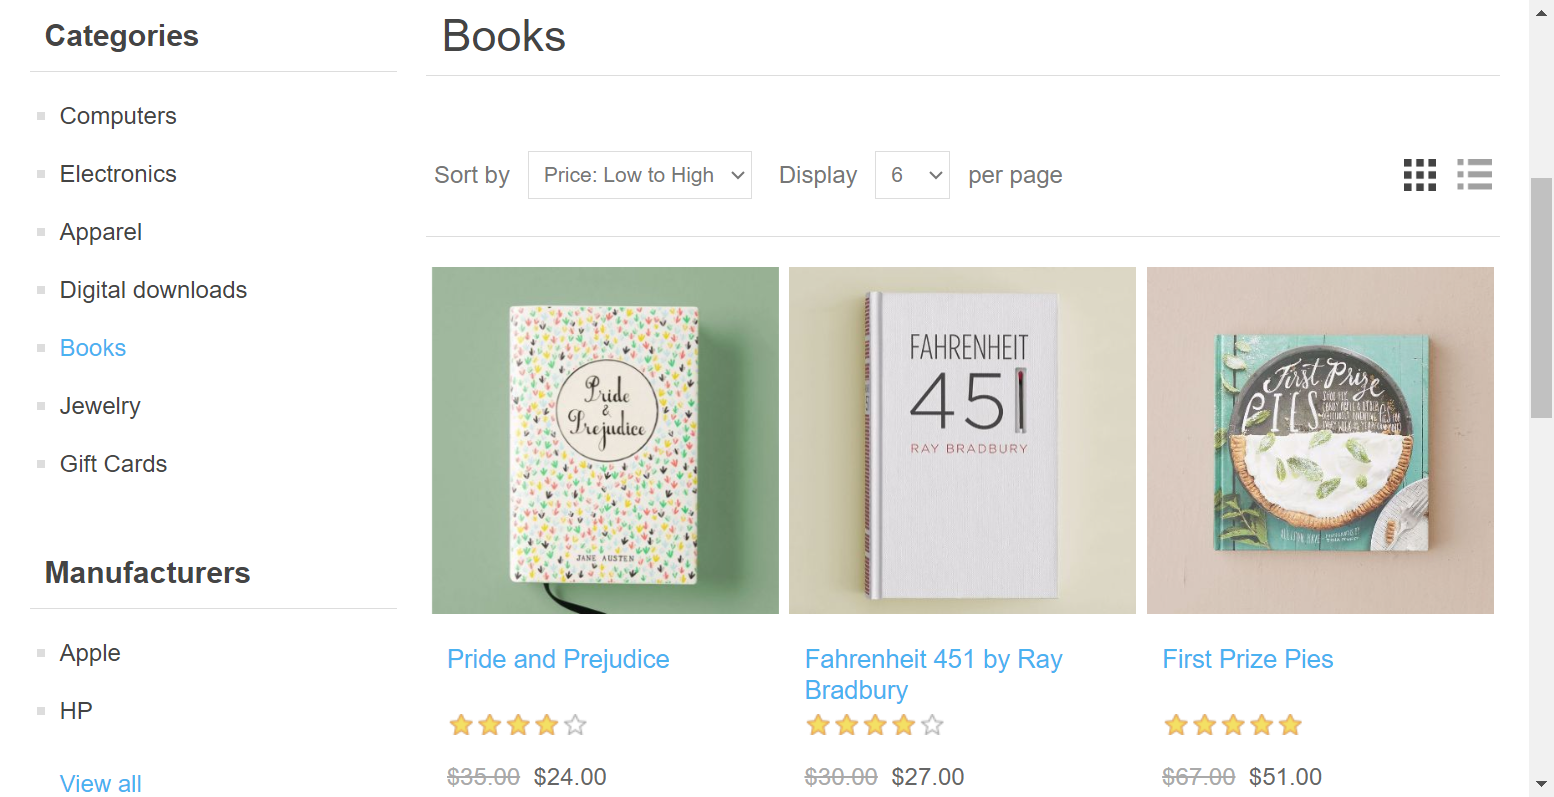 Categories
Computers
Electronics
Apparel
Digital downloads
Books
Jewelry
Gift Cards
Manufacturers
Apple
HP
View all
Books
Sort by Price: Low to High Display 6 per page
Pride
&
Prejudice
JANE AUSTEN
FAHRENHEIT
451
RAY BRADBURY
First Prize
PIES
Pride and Prejudice
$35.00 $24.00
Fahrenheit 451 by Ray
Bradbury
$30.00 $27.00
First Prize Pies
$67.00 $51.00